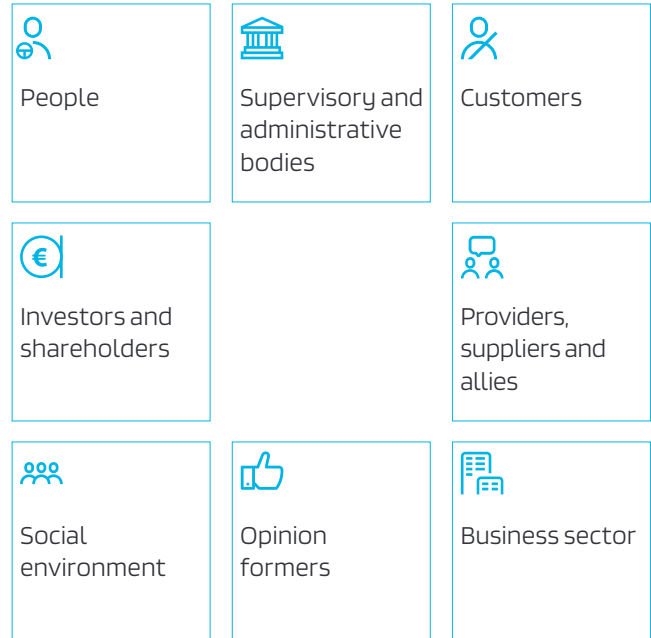 People
Supervisory and
administrative
bodies
Customers
€
Investors and
shareholders
Providers,
suppliers and
allies
Social
environment
Opinion
formers
Business sector